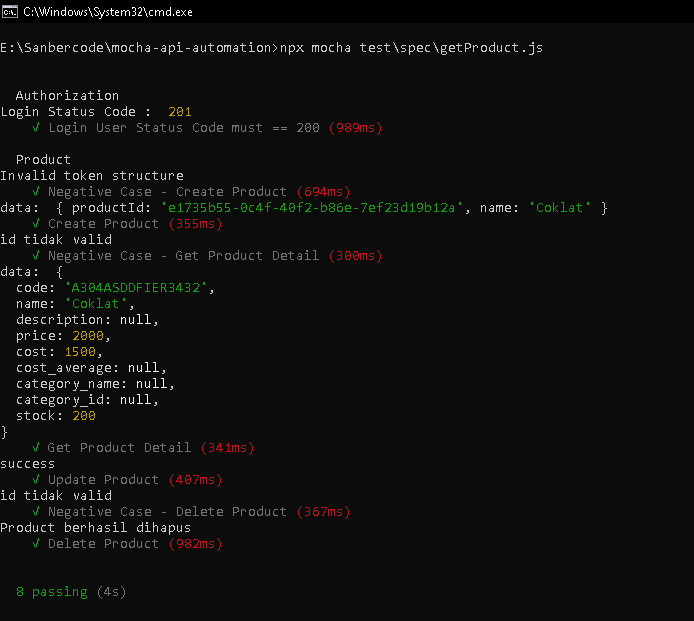 C:\Windows\System32\cmd.exe
E:\Sanbercode\mocha-api-automation>npx mocha test\spec\getProduct.js
Authorization
Login Status Code :  201
√ Login User Status Code must == 200 (989ms)
Product
Invalid token structure
√ Negative Case - Create Product (694ms)
data:  { productId: 'e1735b55-0c4f-40f2-b86e-7ef23d19b12a', name: 'Coklat' }
√ Create Product (355ms)
id tidak valid
√ Negative Case - Get Product Detail (300ms)
data:  {
code: 'A304ASDDFIER3432',
name: 'Coklat',
description: null,
price: 2000,
cost: 1500,
cost_average: null,
category_name: null,
category_id: null,
stock: 200
}
√ Get Product Detail (341ms)
success
√ Update Product (407ms)
id tidak valid
√ Negative Case - Delete Product (367ms)
Product berhasil dihapus
√ Delete Product (982ms)
8 passing (4s)